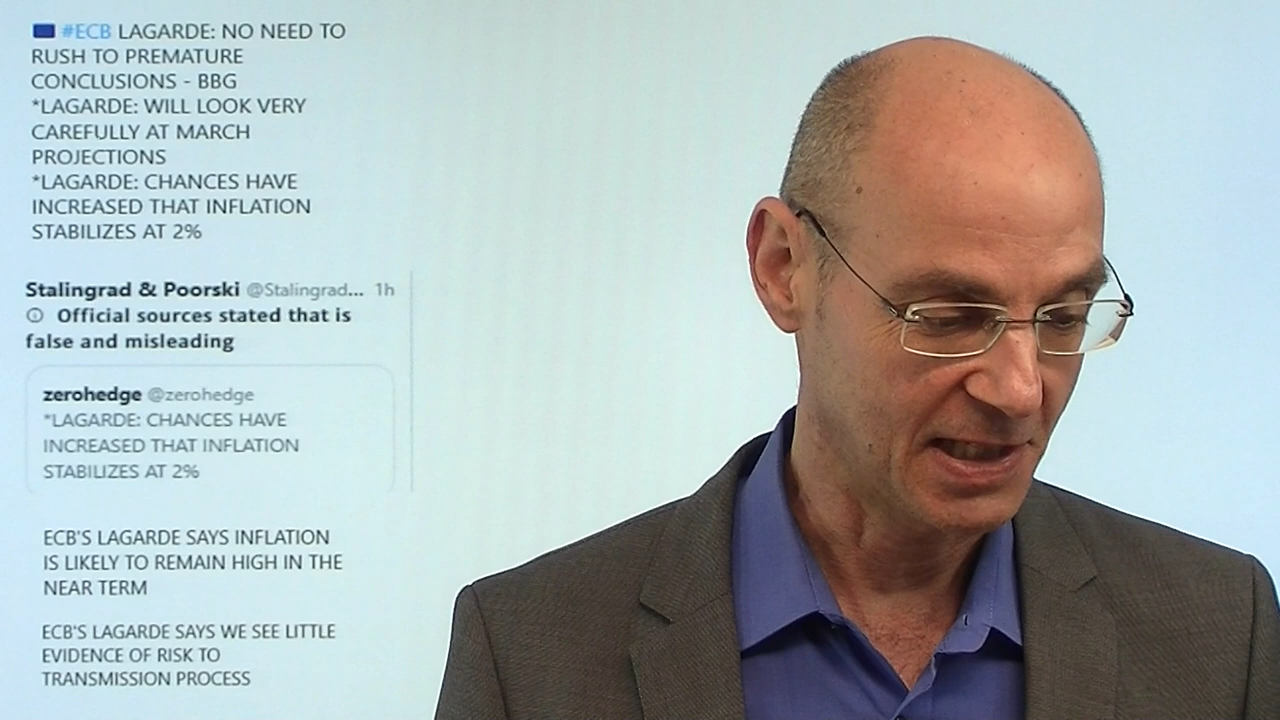 #ECB LAGARDE: NO NEED TO
RUSH TO PREMATURE
CONCLUSIONS - BBG
*LAGARDE: WILL LOOK VERY
CAREFULLY AT MARCH
PROJECTIONS
*LAGARDE: CHANCES HAVE
INCREASED THAT INFLATION
STABILIZES AT 2%
Stalingrad & Poorski @Stalingrad... 1h
Official sources stated that is
false and misleading
zerohedge @zerohedge
*LAGARDE: CHANCES HAVE
INCREASED THAT INFLATION
STABILIZES AT 2%
ECB'S LAGARDE SAYS INFLATION
IS LIKELY TO REMAIN HIGH IN THE
NEAR TERM
ECB'S LAGARDE SAYS WE SEE LITTLE
EVIDENCE OF RISK TO
TRANSMISSION PROCESS